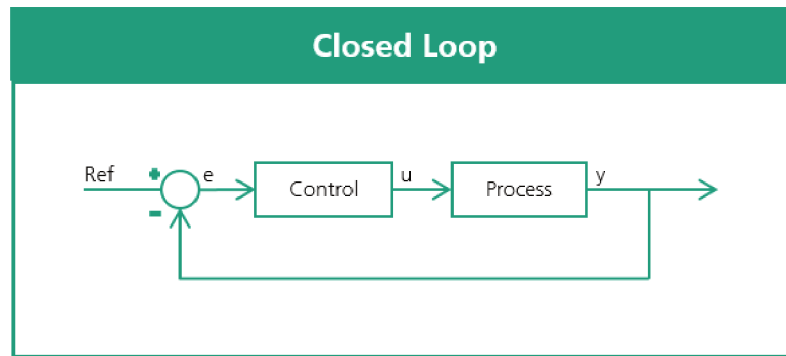 Closed Loop
Ref + e Control u Process y
−